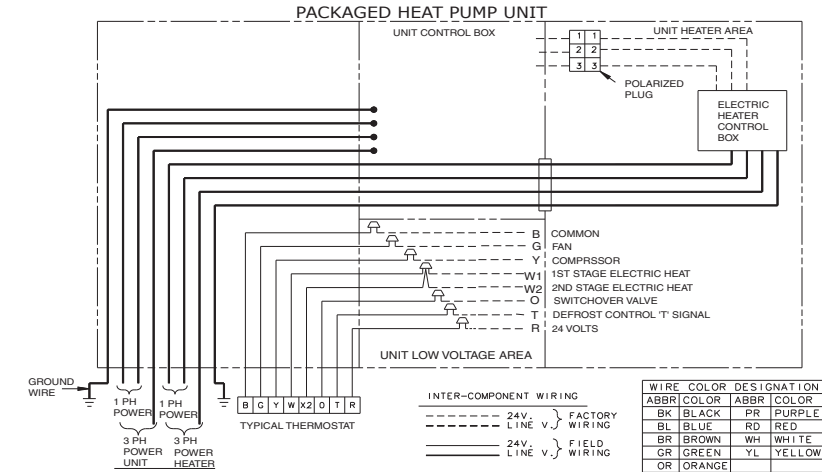 PACKAGED HEAT PUMP UNIT
UNIT CONTROL BOX
UNIT HEATER AREA
1 1
2 2
3 3
POLARIZED
PLUG
ELECTRIC
HEATER
CONTROL
BOX
B COMMON
G FAN
Y COMPRSSOR
W1 1ST STAGE ELECTRIC HEAT
W2 2ND STAGE ELECTRIC HEAT
O SWITCHOVER VALVE
T DEFROST CONTROL 'T' SIGNAL
R 24 VOLTS
UNIT LOW VOLTAGE AREA
GROUND
WIRE
1 PH
POWER
1 PH
POWER
3 PH
POWER
UNIT
3 PH
POWER
HEATER
B G Y W X2 O T R
TYPICAL THERMOSTAT
INTER-COMPONENT WIRING
24V. } FACTORY
LINE V. } WIRING
24V. } FIELD
LINE V. } WIRING
WIRE COLOR DESIGNATION
ABBR COLOR ABBR COLOR
BK BLACK PR PURPLE
BL BLUE RD RED
BR BROWN WH WHITE
GR GREEN YL YELLOW
OR ORANGE